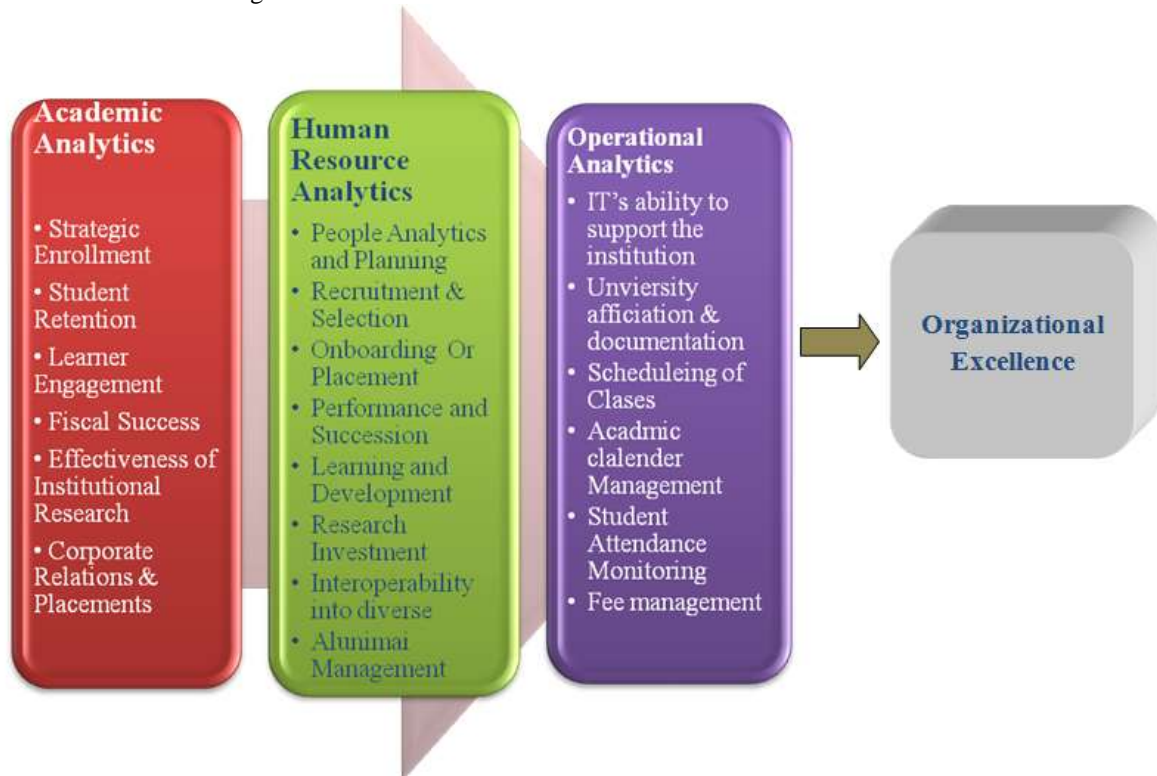 Academic
Analytics
• Strategic
Enrollment
• Student
Retention
• Learner
Engagement
• Fiscal Success
• Effectiveness of
Institutional
Research
• Corporate
Relations &
Placements
Human
Resource
Analytics
• People Analytics
and Planning
• Recruitment &
Selection
• Onboarding Or
Placement
• Performance and
Succession
• Learning and
Development
• Research
Investment
• Interoperability
into diverse
• Alunimai
Management
Operational
Analytics
• IT's ability to
support the
institution
• Unviersity
afficiation &
documentation
• Scheduleing of
Clases
• Acadmic
clalender
Management
• Student
Attendance
Monitoring
• Fee management
Organizational
Excellence